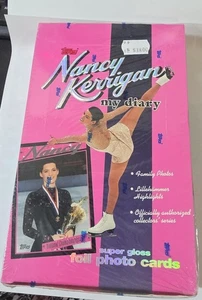 Topps
Nancy
Kerrigan
my diary
Nancy
• Family Photos
• Lillehammer
Highlights
• Officially authorized
collectors' series
super gloss
foil photo cards